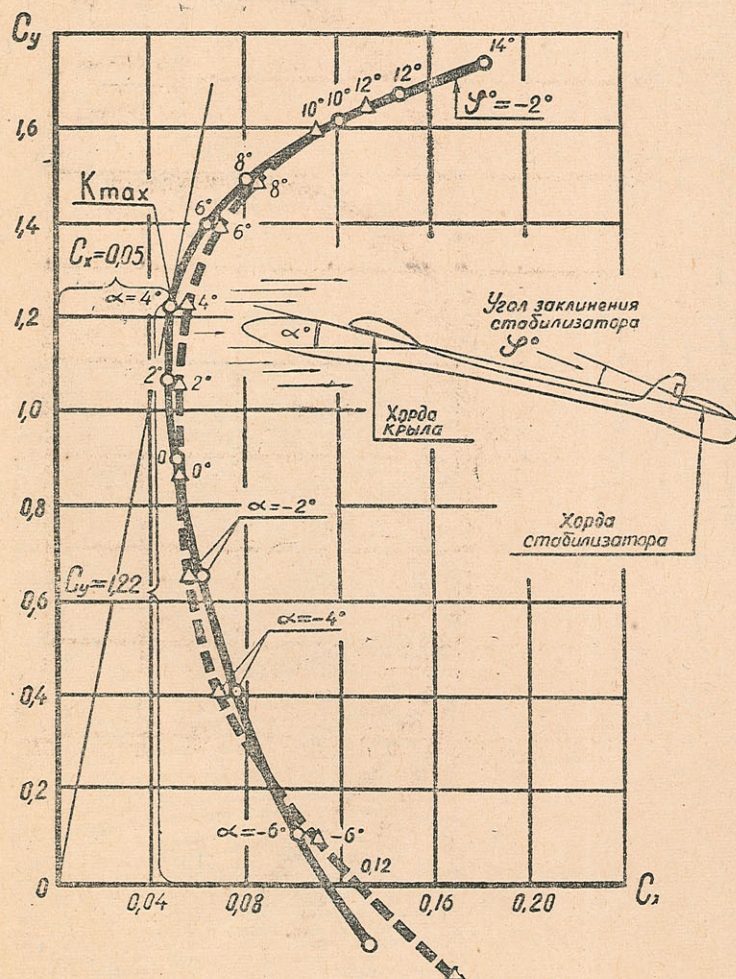 Cy
14°
12°
12°
10°
10°
φ°=-2°
1,6
8°
8°
Kmax
6°
6°
1,4
Cx=0,05
α=4°
4°
Угол заклинения
стабилизатора
φ°
1,2
α°
2°
2°
1,0
Хорда
крыла
0
0°
0,8
α=-2°
Хорда
стабилизатора
Cy=1,22
0,6
α=-4°
0,4
0,2
α=-6°
-6°
0,12
0
0,04
0,08
0,16
0,20
Cx